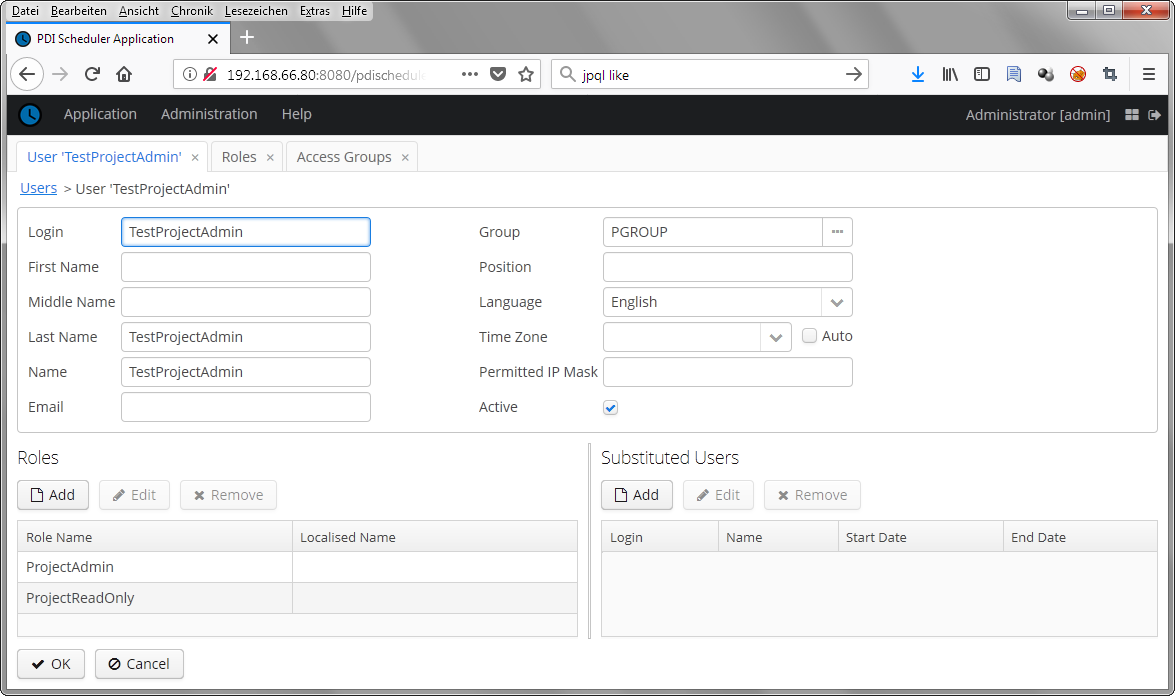 Datei Bearbeiten Ansicht Chronik Lesezeichen Extras Hilfe
PDI Scheduler Application
192.168.66.80:8080/pdischedul
jpql like
Application Administration Help Administrator [admin]
User 'TestProjectAdmin' Roles Access Groups
Users > User 'TestProjectAdmin'
Login TestProjectAdmin Group PGROUP
First Name Position
Middle Name Language English
Last Name TestProjectAdmin Time Zone Auto
Name TestProjectAdmin Permitted IP Mask
Email Active
Roles Substituted Users
Add Edit Remove Add Edit Remove
Role Name Localised Name Login Name Start Date End Date
ProjectAdmin
ProjectReadOnly
OK Cancel